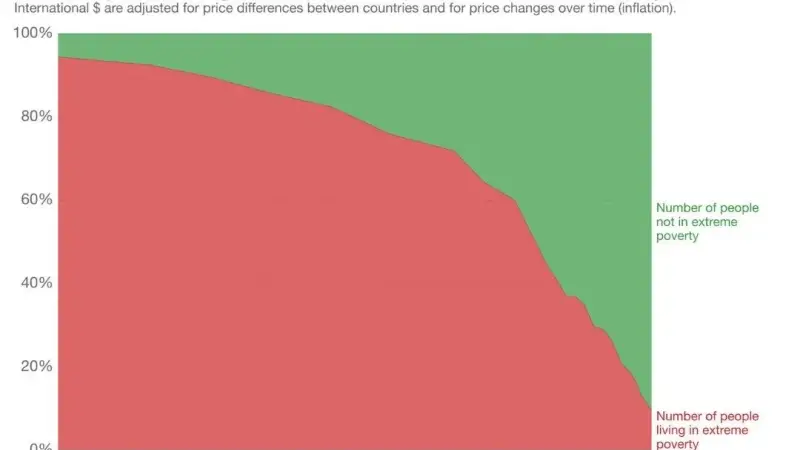 International $ are adjusted for price differences between countries and for price changes over time (inflation).
100%
80%
60%
40%
20%
0%
Number of people
not in extreme
poverty
Number of people
living in extreme
poverty